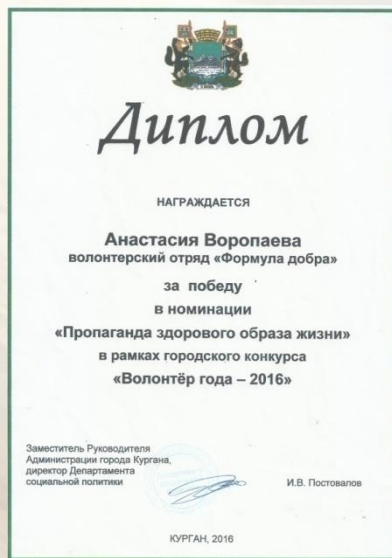 Диплом
НАГРАЖДАЕТСЯ
Анастасия Воропаева
волонтерский отряд «Формула добра»
за победу
в номинации
«Пропаганда здорового образа жизни»
в рамках городского конкурса
«Волонтёр года – 2016»
Заместитель Руководителя
Администрации города Кургана,
директор Департамента
социальной политики
И.В. Постовалов
КУРГАН, 2016